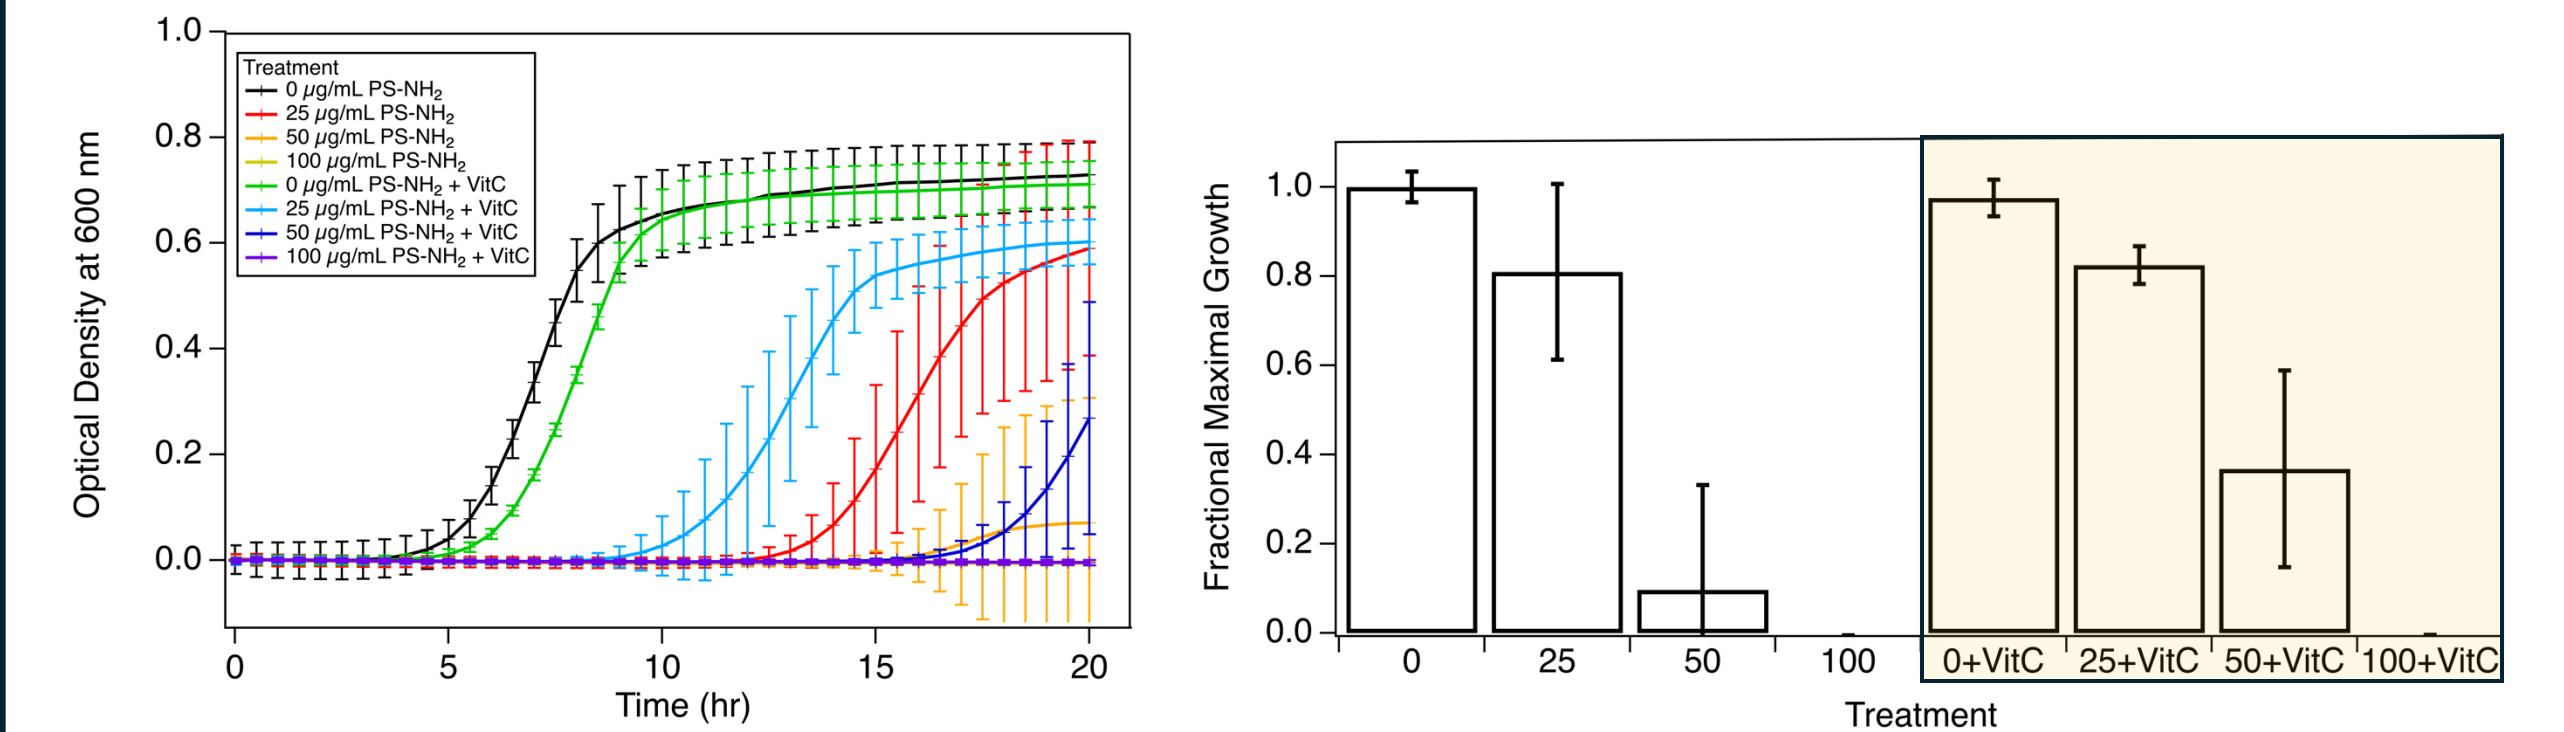 Optical Density at 600 nm
1.0
0.8
0.6
0.4
0.2
0.0
Treatment
0 µg/mL PS-NH₂
25 µg/mL PS-NH₂
50 µg/mL PS-NH₂
100 µg/mL PS-NH₂
0 µg/mL PS-NH₂ + VitC
25 µg/mL PS-NH₂ + VitC
50 µg/mL PS-NH₂ + VitC
100 µg/mL PS-NH₂ + VitC
0 5 10 15 20
Time (hr)
Fractional Maximal Growth
1.0
0.8
0.6
0.4
0.2
0.0
0 25 50 100 0+VitC 25+VitC 50+VitC 100+VitC
Treatment